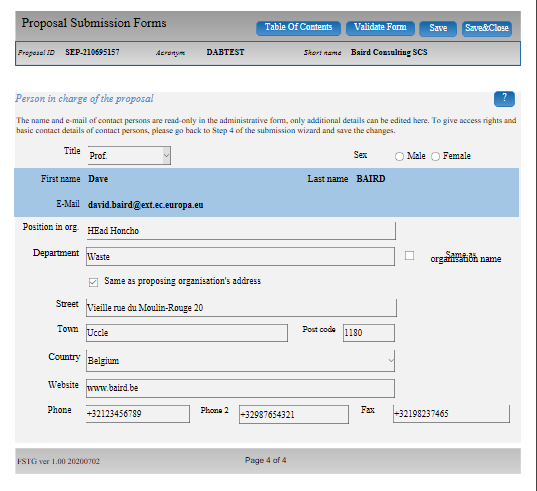 Proposal Submission Forms
Table Of Contents Validate Form Save Save&Close
Proposal ID SEP-210695157 Acronym DABTEST Short name Baird Consulting SCS
Person in charge of the proposal ?
The name and e-mail of contact persons are read-only in the administrative form, only additional details can be edited here. To give access rights and
basic contact details of contact persons, please go back to Step 4 of the submission wizard and save the changes.
Title Prof. Sex Male Female
First name Dave Last name BAIRD
E-Mail david.baird@ext.ec.europa.eu
Position in org. HEad Honcho
Department Waste Same as
organisation name
Same as proposing organisation's address
Street Vieille rue du Moulin-Rouge 20
Town Uccle Post code 1180
Country Belgium
Website www.baird.be
Phone +32123456789 Phone 2 +32987654321 Fax +32198237465
FSTG ver 1.00 20200702 Page 4 of 4